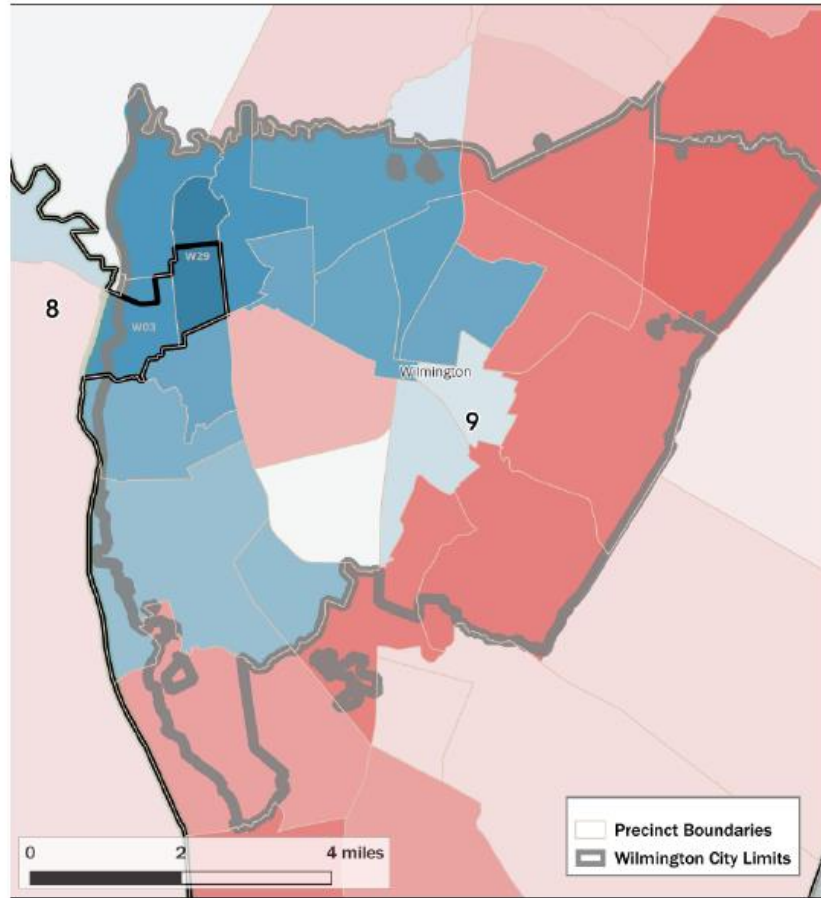 W29
8
W03
Wilmington
9
Precinct Boundaries
Wilmington City Limits
0 2 4 miles